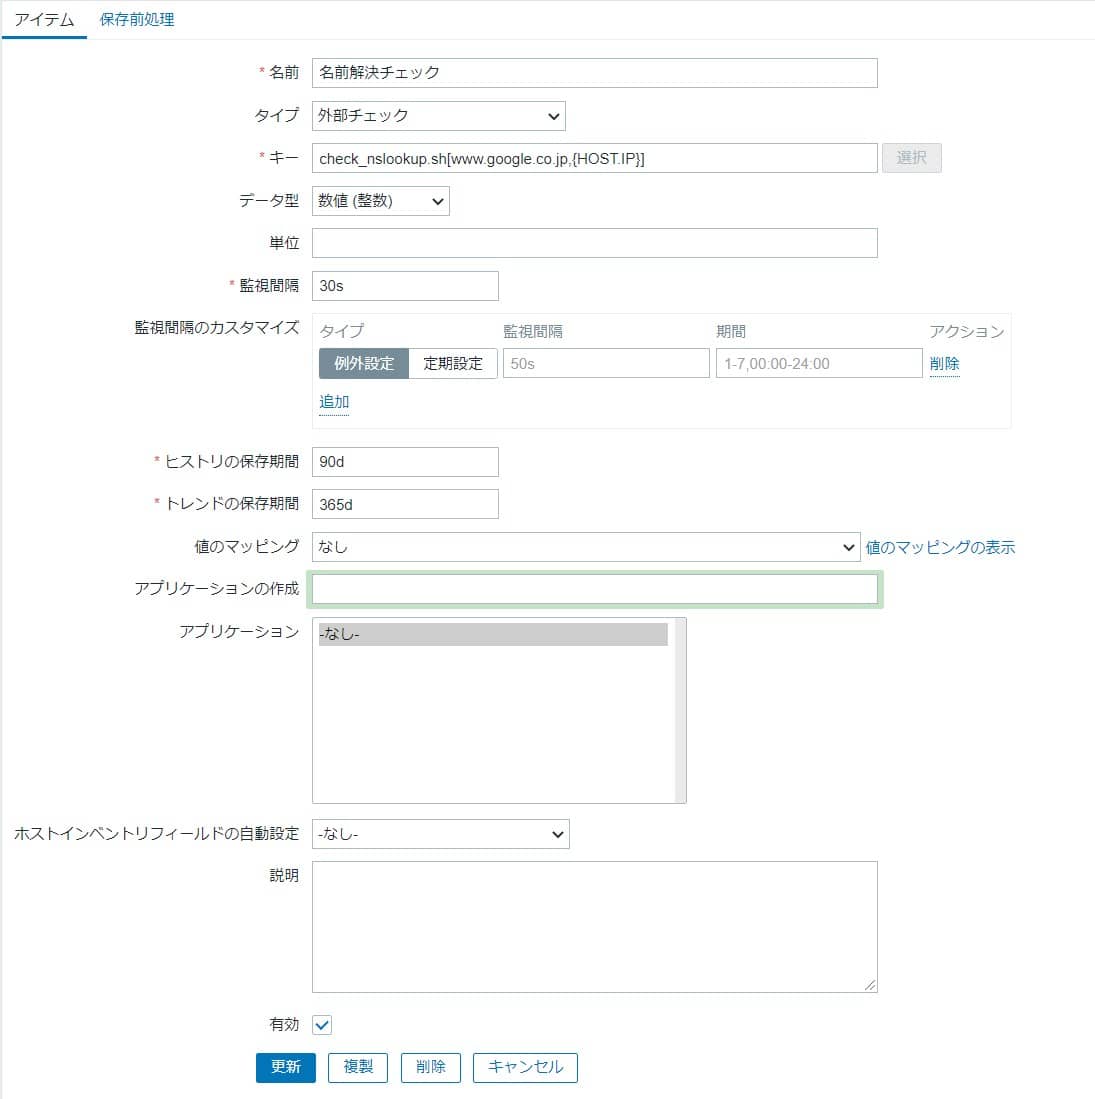 アイテム 保存前処理
* 名前 名前解決チェック
タイプ 外部チェック
* キー check_nslookup.sh[www.google.co.jp,{HOST.IP}] 選択
データ型 数値 (整数)
単位
* 監視間隔 30s
監視間隔のカスタマイズ タイプ 監視間隔 期間 アクション
例外設定 定期設定 50s 1-7,00:00-24:00 削除
追加
* ヒストリの保存期間 90d
* トレンドの保存期間 365d
値のマッピング なし 値のマッピングの表示
アプリケーションの作成
アプリケーション -なし-
ホストインベントリフィールドの自動設定 -なし-
説明
有効
更新 複製 削除 キャンセル